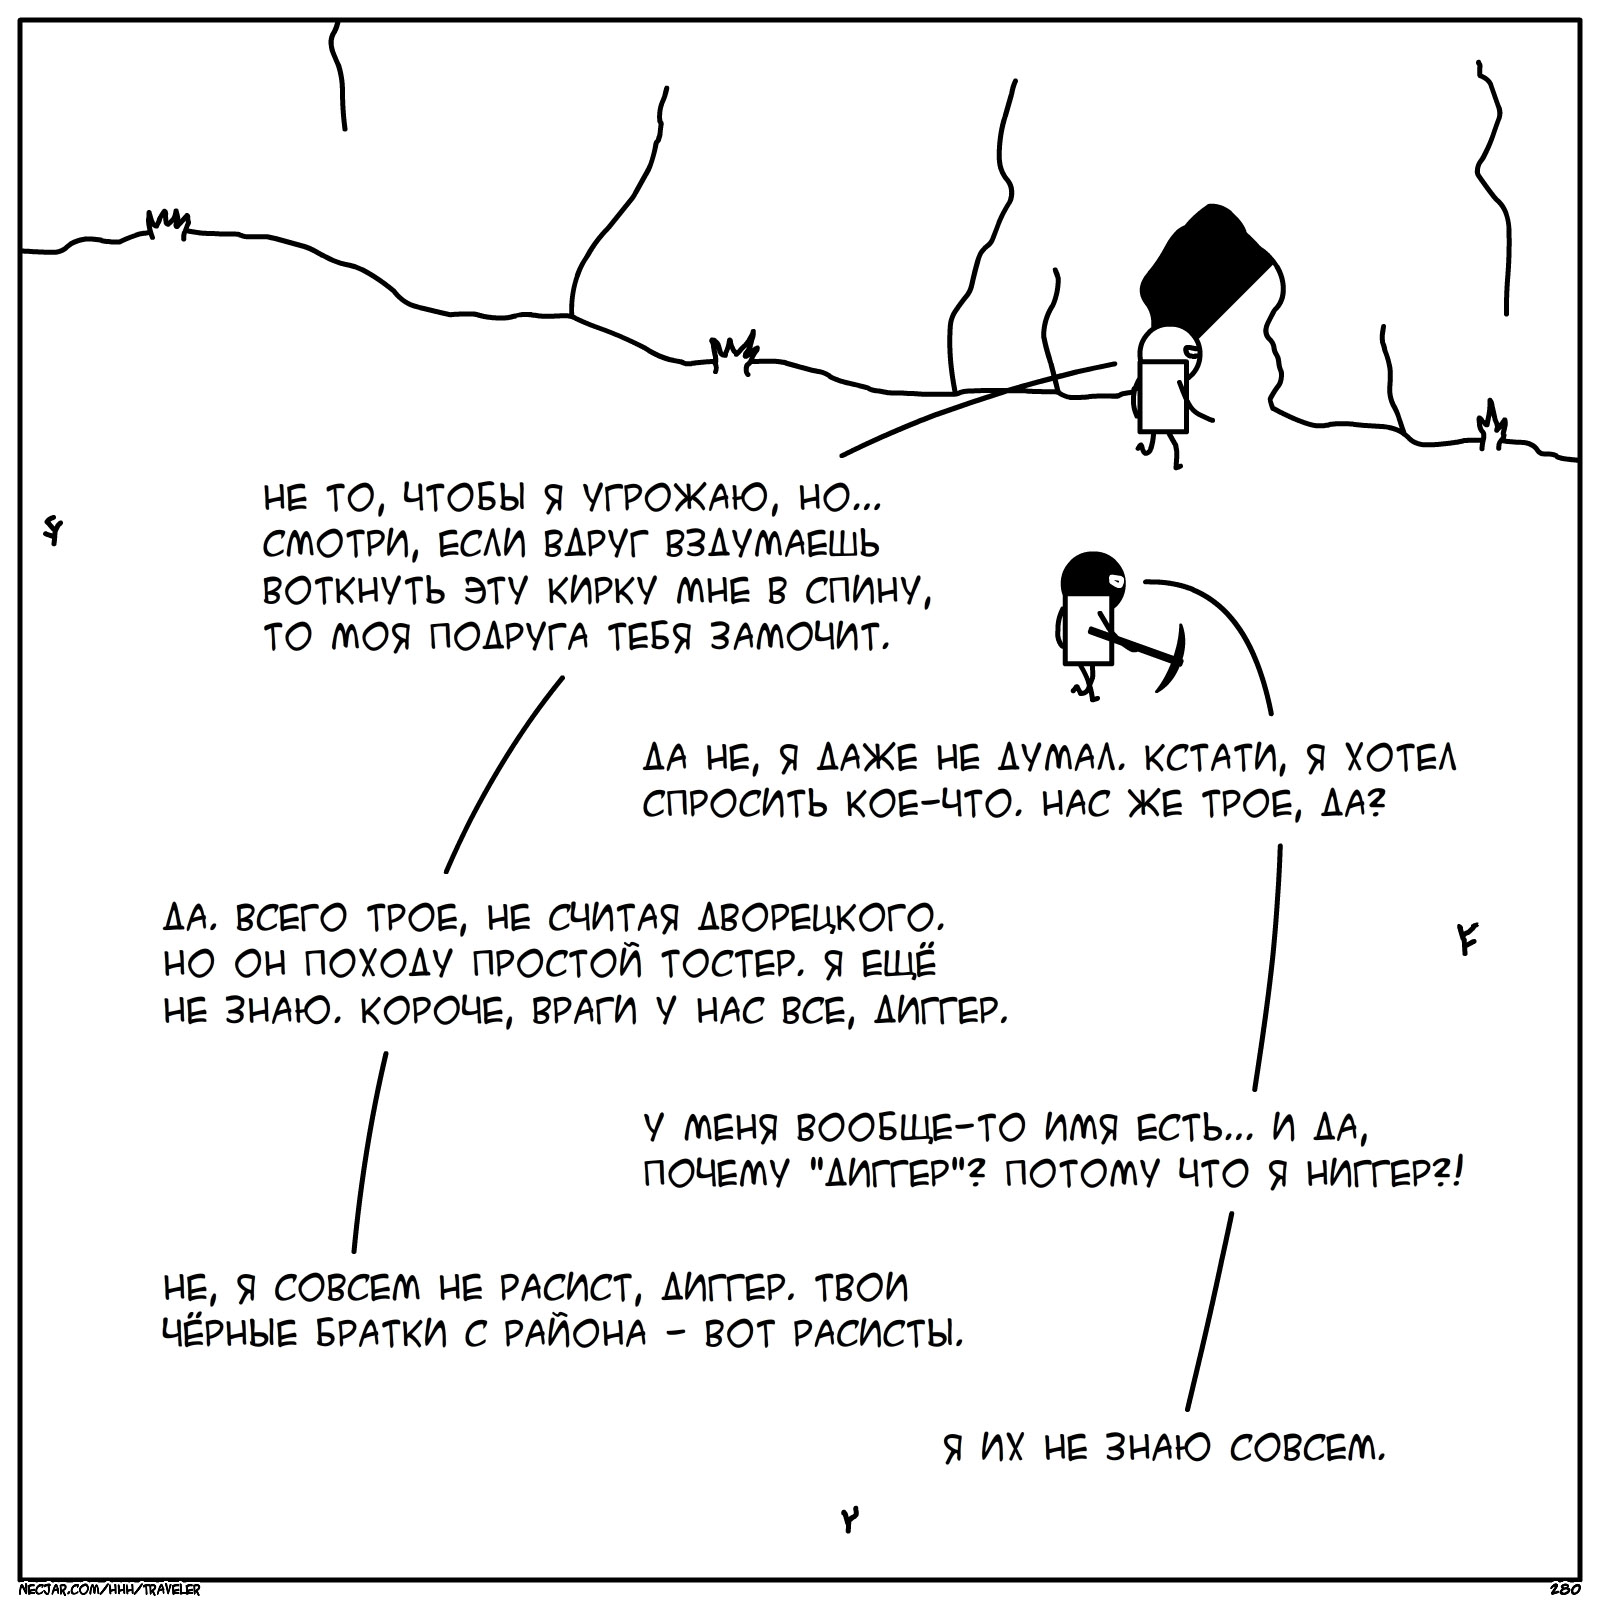 НЕ ТО, ЧТОБЫ Я УГРОЖАЮ, НО...
СМОТРИ, ЕСЛИ ВДРУГ ВЗДУМАЕШЬ
ВОТКНУТЬ ЭТУ КИРКУ МНЕ В СПИНУ,
ТО МОЯ ПОДРУГА ТЕБЯ ЗАМОЧИТ.
ДА НЕ, Я ДАЖЕ НЕ ДУМАЛ. КСТАТИ, Я ХОТЕЛ
СПРОСИТЬ КОЕ-ЧТО. НАС ЖЕ ТРОЕ, ДА?
ДА. ВСЕГО ТРОЕ, НЕ СЧИТАЯ ДВОРЕЦКОГО.
НО ОН ПОХОДУ ПРОСТОЙ ТОСТЕР. Я ЕЩЁ
НЕ ЗНАЮ. КОРОЧЕ, ВРАГИ У НАС ВСЕ, ДИГГЕР.
У МЕНЯ ВООБЩЕ-ТО ИМЯ ЕСТЬ... И ДА,
ПОЧЕМУ "ДИГГЕР"? ПОТОМУ ЧТО Я НИГГЕР?!
НЕ, Я СОВСЕМ НЕ РАСИСТ, ДИГГЕР. ТВОИ
ЧЁРНЫЕ БРАТКИ С РАЙОНА - ВОТ РАСИСТЫ.
Я ИХ НЕ ЗНАЮ СОВСЕМ.
NECJAR.COM/HHH/TRAVELER
280